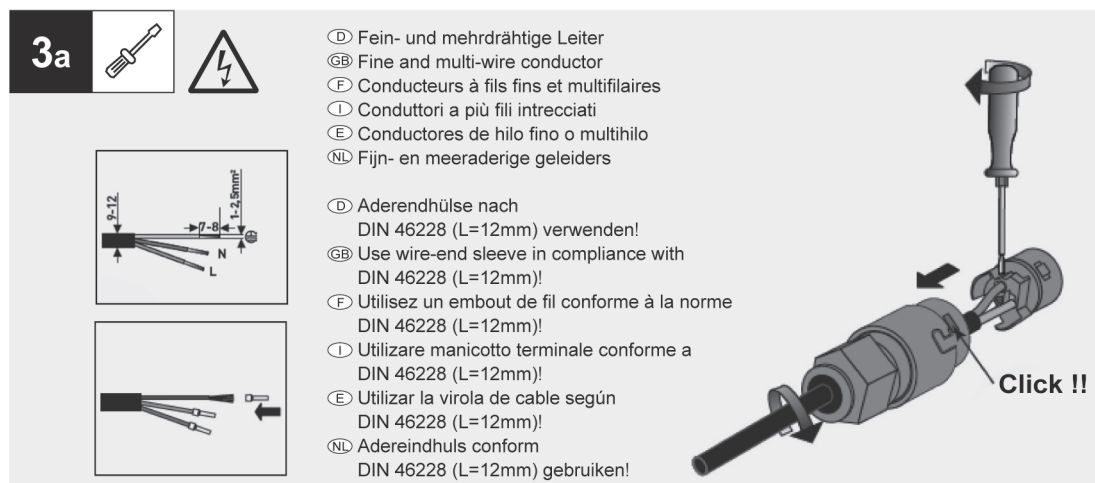 3a
D Fein- und mehrdrähtige Leiter
GB Fine and multi-wire conductor
F Conducteurs à fils fins et multifilaires
I Conduttori a più fili intrecciati
E Conductores de hilo fino o multihilo
NL Fijn- en meeraderige geleiders
9-12
7-8
1-2,5mm²
N
L
D Aderendhülse nach
DIN 46228 (L=12mm) verwenden!
GB Use wire-end sleeve in compliance with
DIN 46228 (L=12mm)!
F Utilisez un embout de fil conforme à la norme
DIN 46228 (L=12mm)!
I Utilizare manicotto terminale conforme a
DIN 46228 (L=12mm)!
E Utilizar la virola de cable según
DIN 46228 (L=12mm)!
NL Adereindhuls conform
DIN 46228 (L=12mm) gebruiken!
Click !!